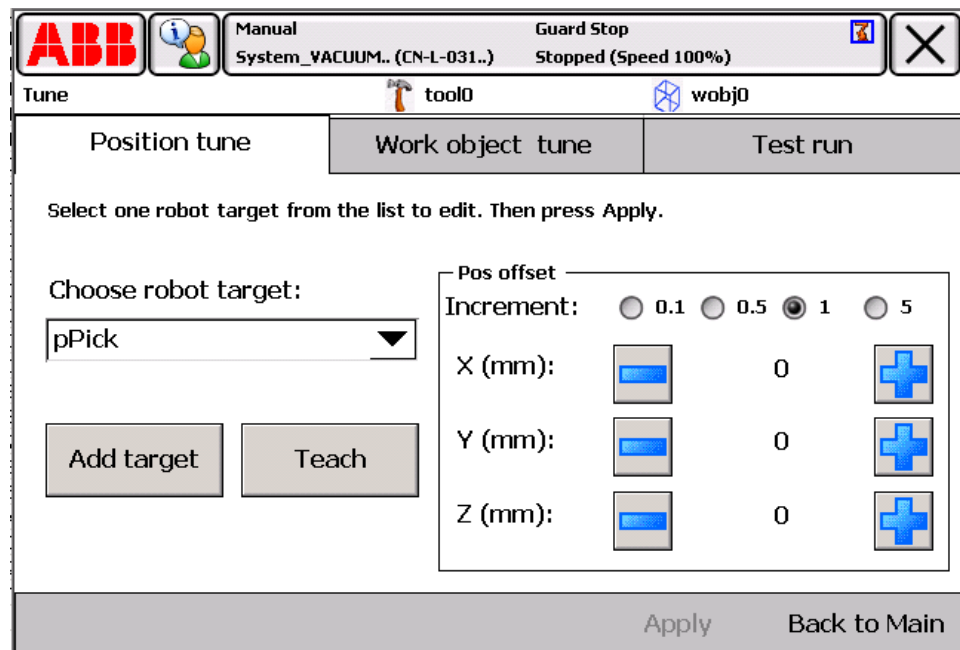 ABB
Manual
Guard Stop
System_VACUUM.. (CN-L-031..)
Stopped (Speed 100%)
Tune
tool0
wobj0
Position tune
Work object tune
Test run
Select one robot target from the list to edit. Then press Apply.
Choose robot target:
pPick
Add target
Teach
Pos offset
Increment: 0.1 0.5 1 5
X (mm): 0
Y (mm): 0
Z (mm): 0
Apply
Back to Main